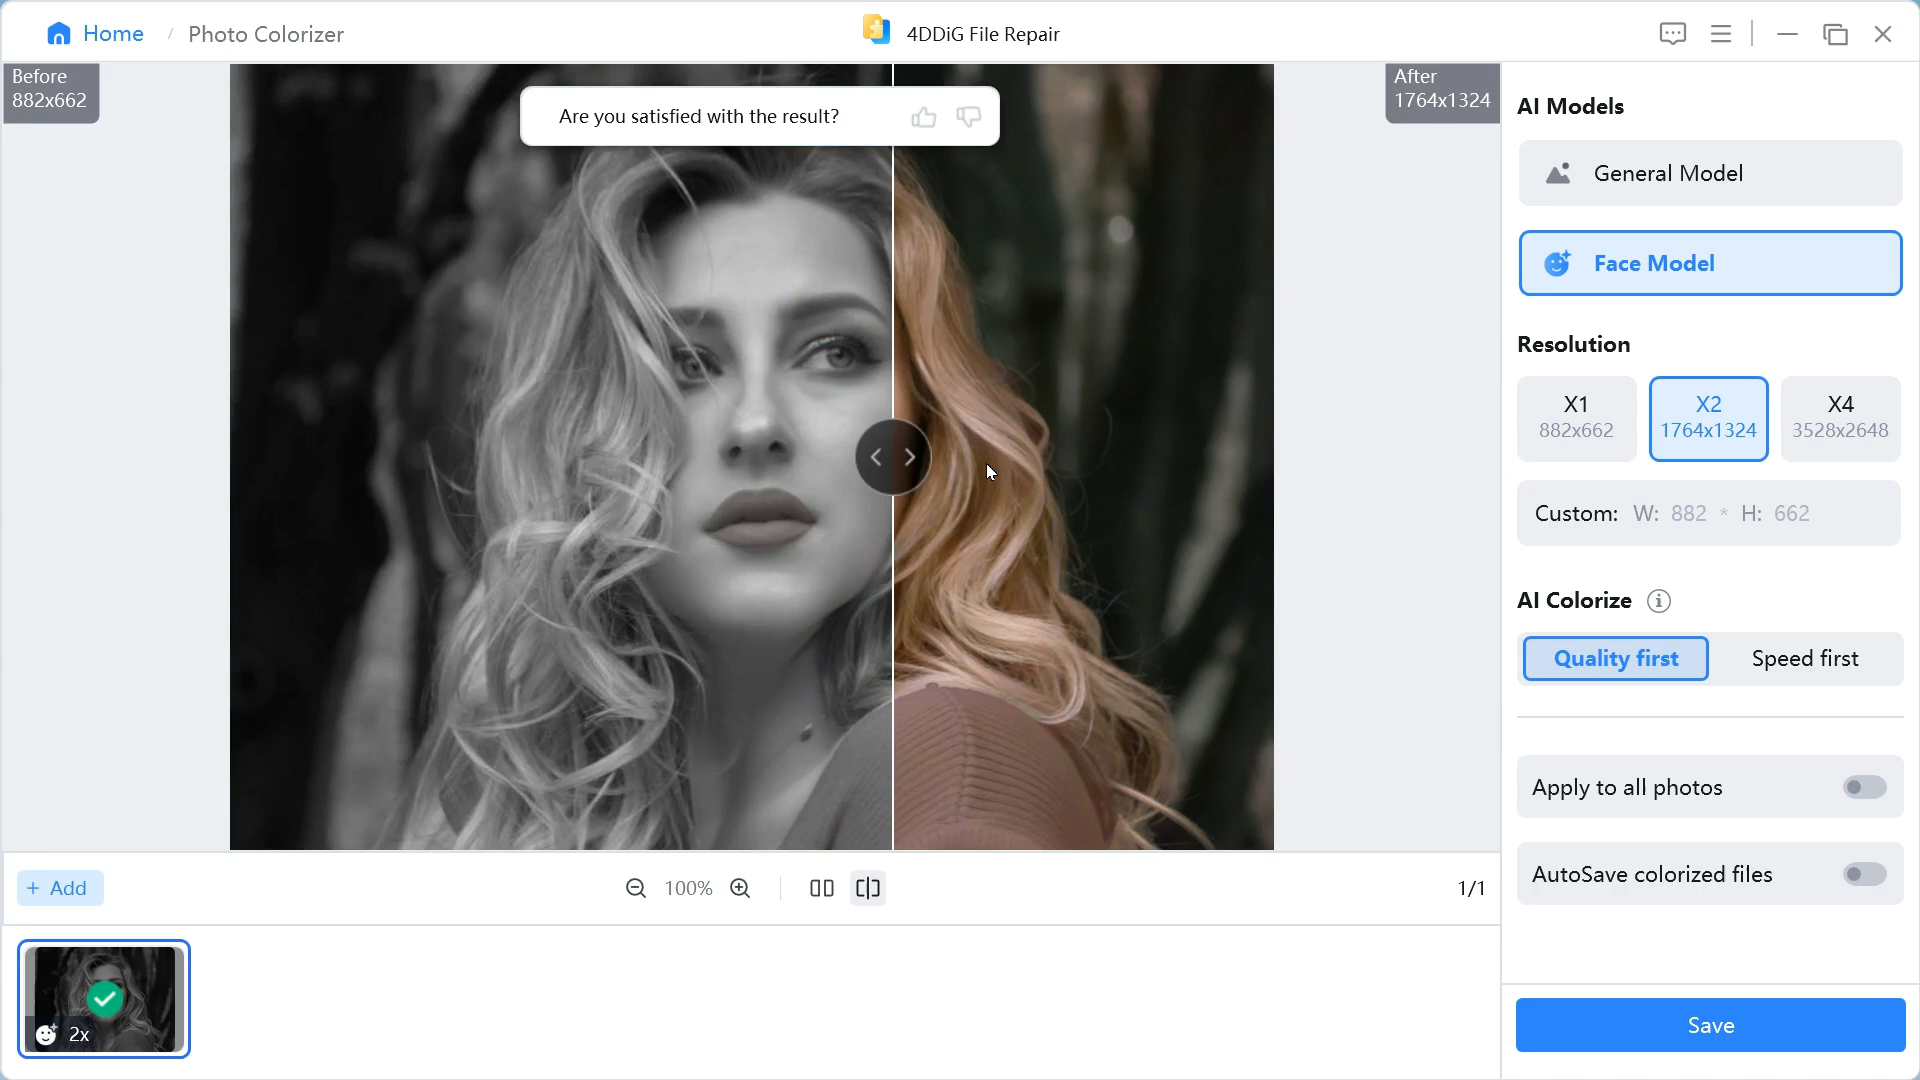 Home / Photo Colorizer
4DDiG File Repair
Before
882x662
Are you satisfied with the result?
After
1764x1324
AI Models
General Model
Face Model
Resolution
X1
882x662
X2
1764x1324
X4
3528x2648
Custom: W: 882 * H: 662
AI Colorize
Quality first
Speed first
Apply to all photos
AutoSave colorized files
+ Add
100%
1/1
2x
Save